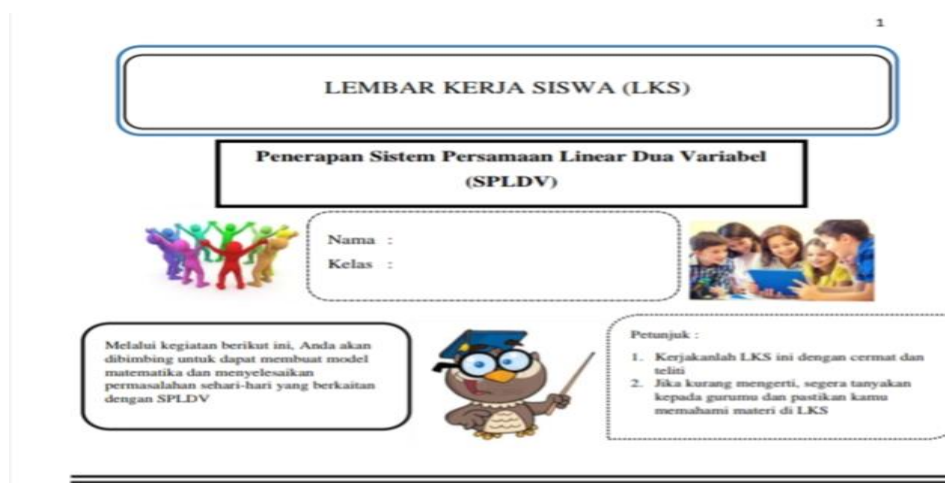 1
LEMBAR KERJA SISWA (LKS)
Penerapan Sistem Persamaan Linear Dua Variabel
(SPLDV)
Nama :
Kelas :
Melalui kegiatan berikut ini, Anda akan
dibimbing untuk dapat membuat model
matematika dan menyelesaikan
permasalahan sehari-hari yang berkaitan
dengan SPLDV
Petunjuk :
1. Kerjakanlah LKS ini dengan cermat dan
teliti
2. Jika kurang mengerti, segera tanyakan
kepada gurumu dan pastikan kamu
memahami materi di LKS